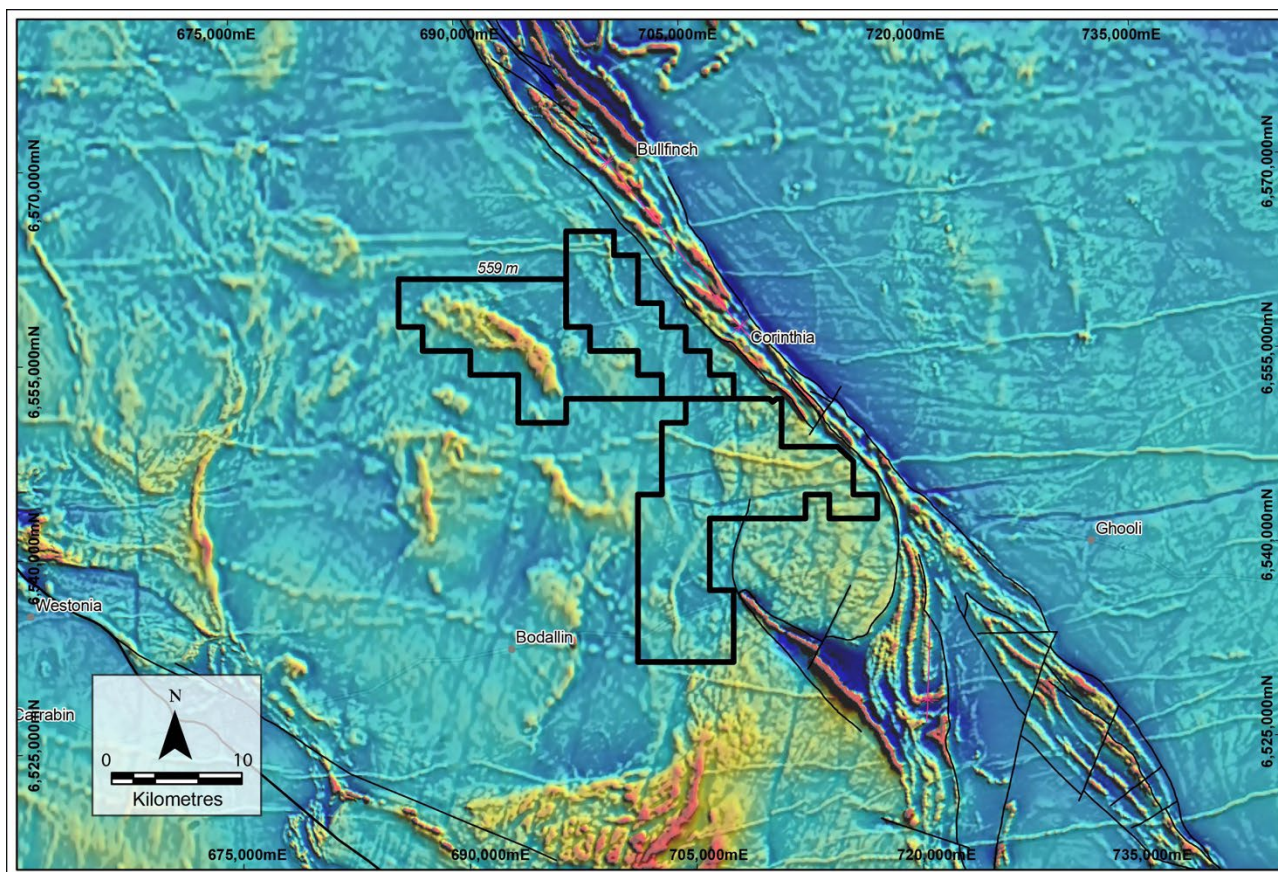 675,000mE
690,000mE
705,000mE
720,000mE
735,000mE
6,570,000mN
6,570,000mN
Bullfinch
559 m
Corinthia
6,555,000mN
6,555,000mN
Ghooli
6,540,000mN
6,540,000mN
Westonia
Bodallin
N
Carrabin
0
10
Kilometres
6,525,000mN
6,525,000mN
675,000mE
690,000mE
705,000mE
720,000mE
735,000mE